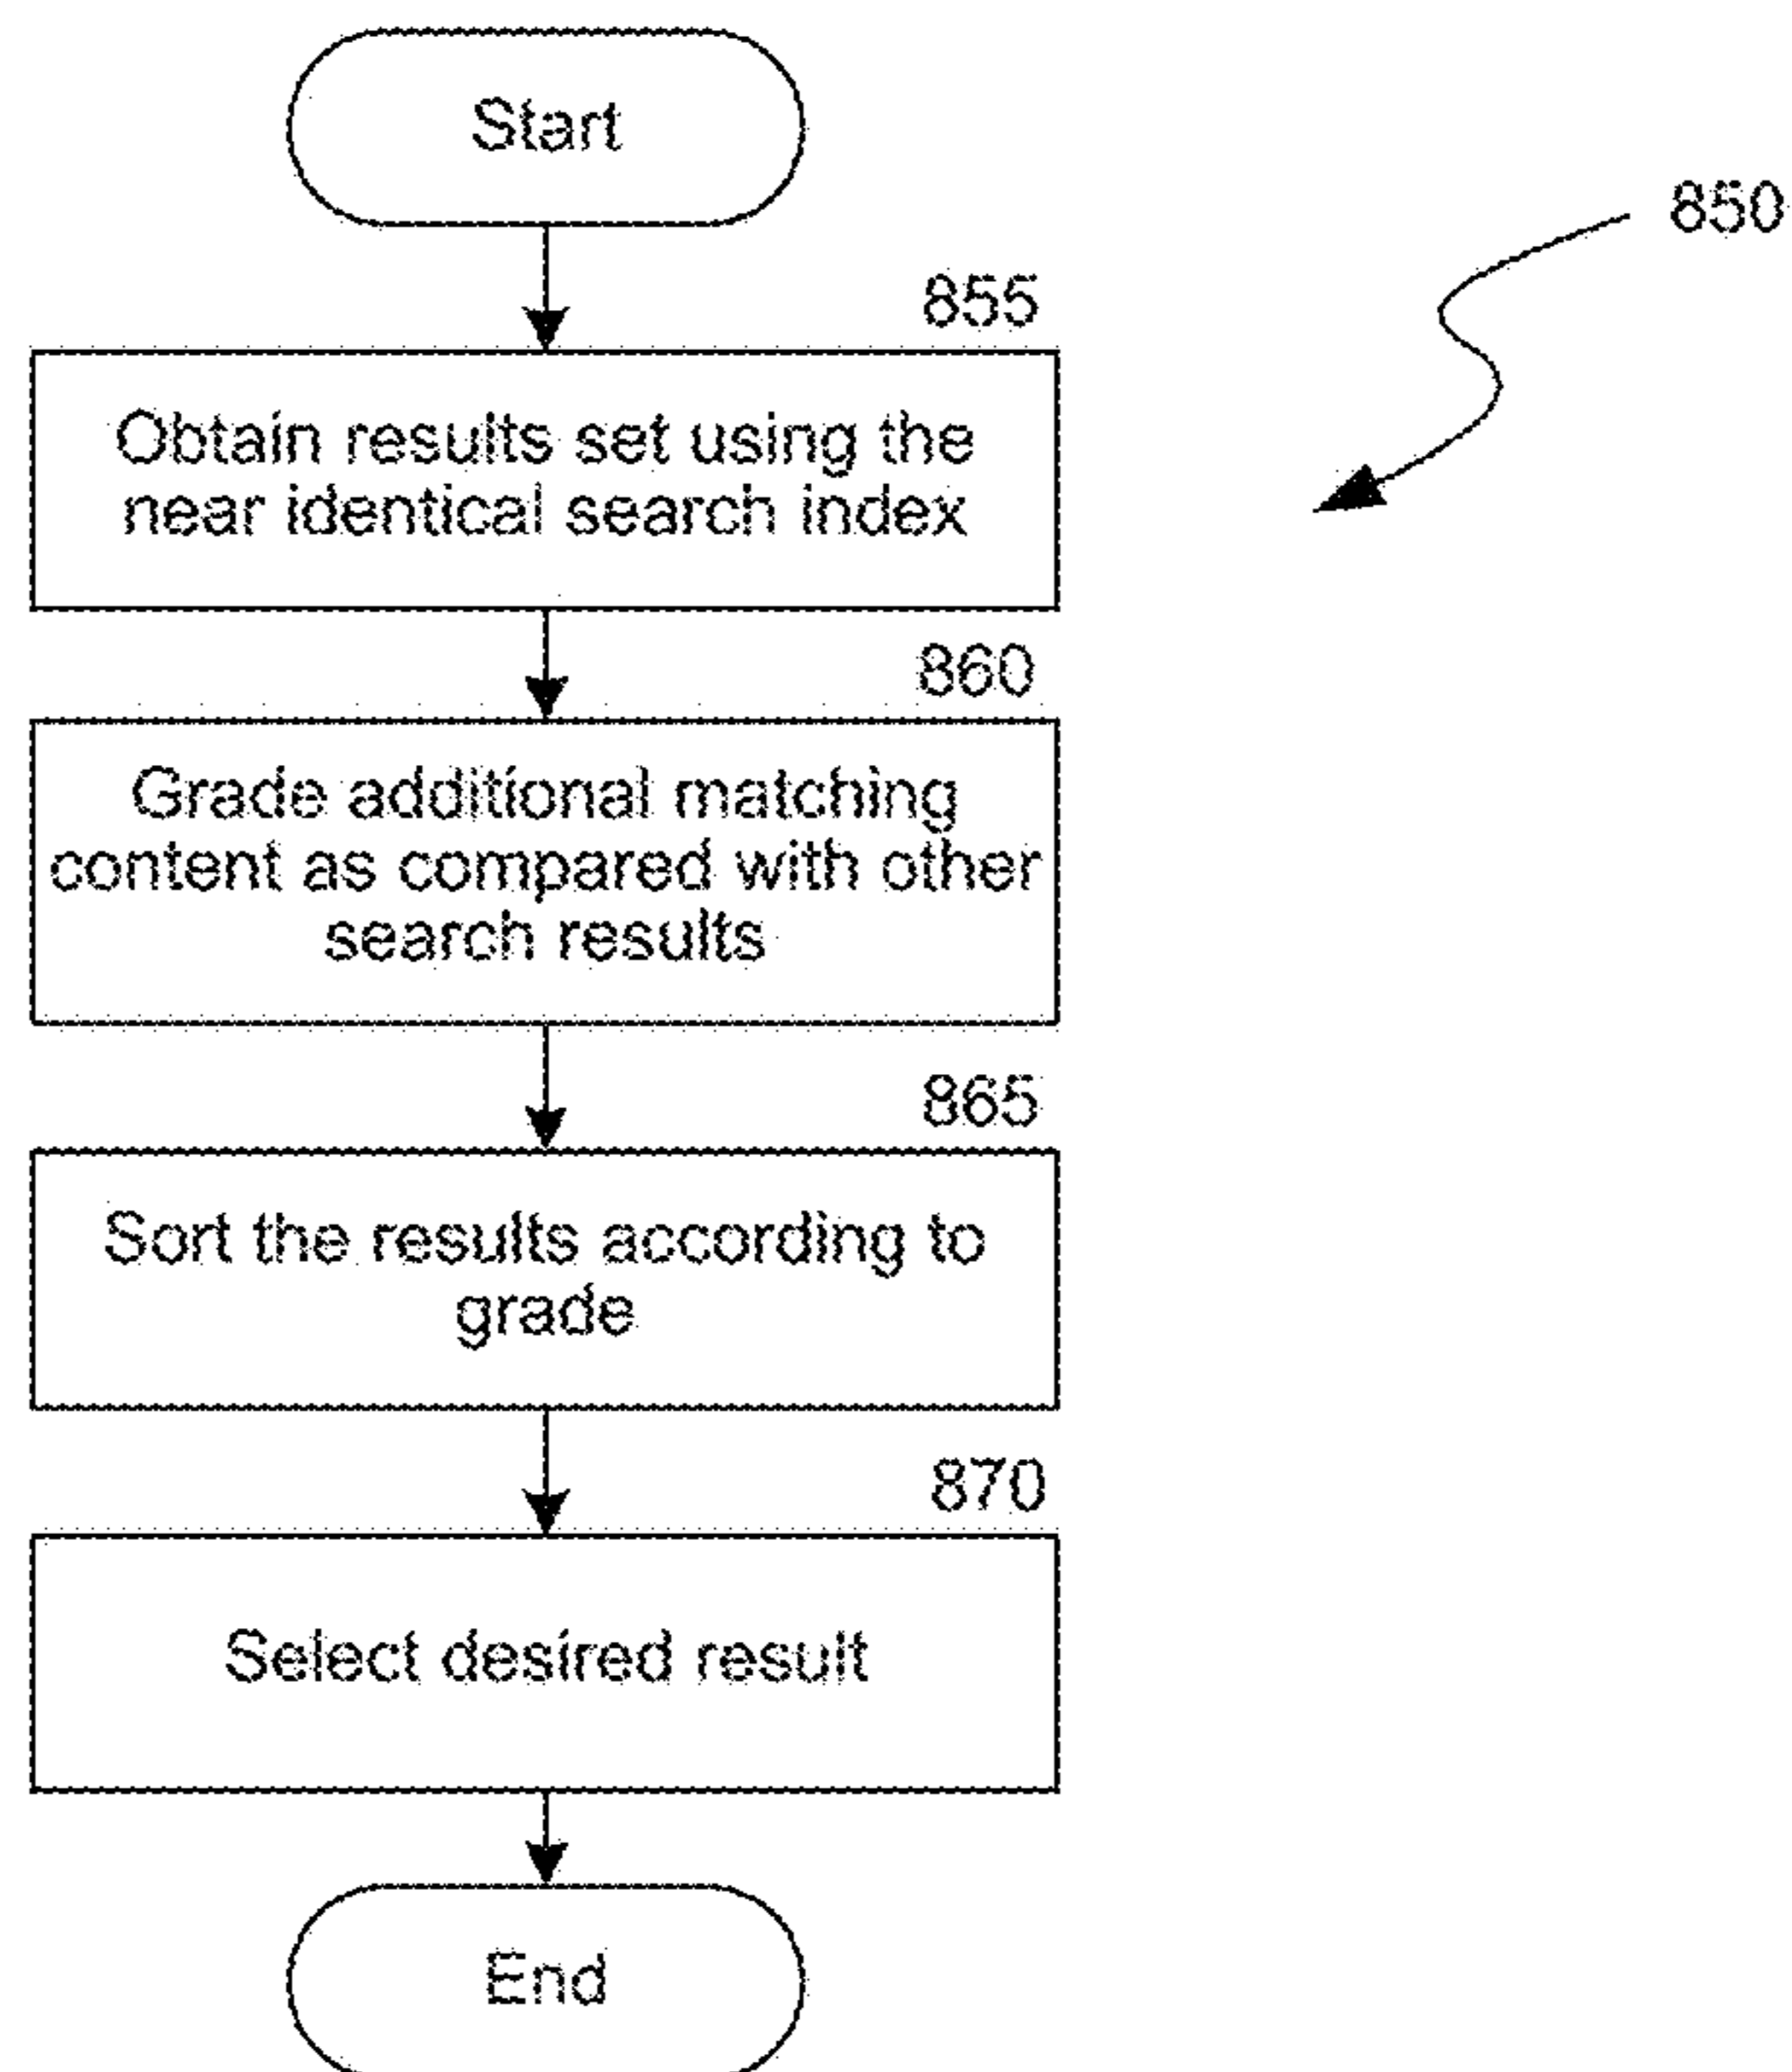 Start
850
855
Obtain results set using the
near identical search index
860
Grade additional matching
content as compared with other
search results
865
Sort the results according to
grade
870
Select desired result
End